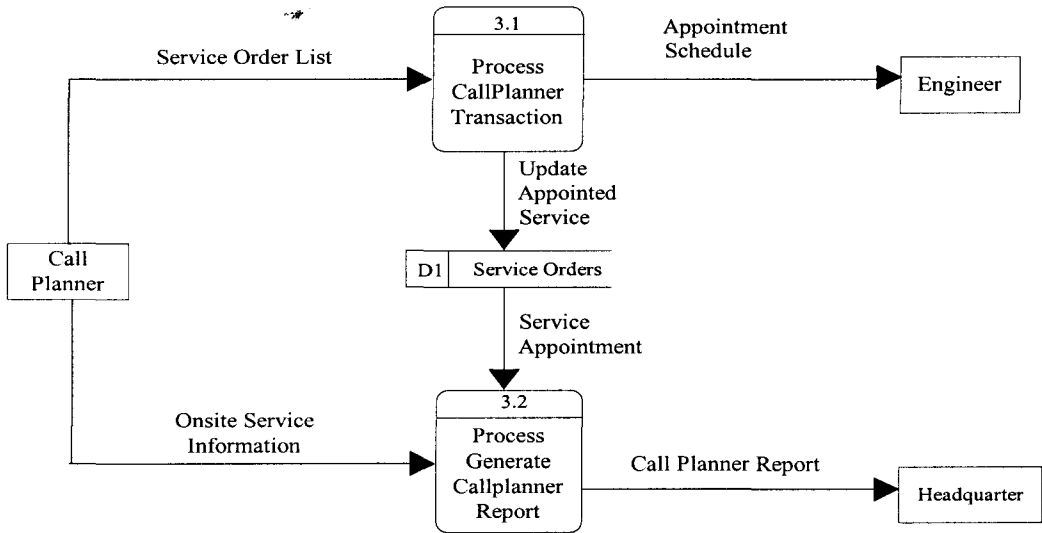 3.1
Appointment
Schedule
Service Order List
Process
CallPlanner
Transaction
Engineer
Update
Appointed
Service
Call
Planner
D1 Service Orders
Service
Appointment
3.2
Onsite Service
Information
Process
Generate
Callplanner
Report
Call Planner Report
Headquarter